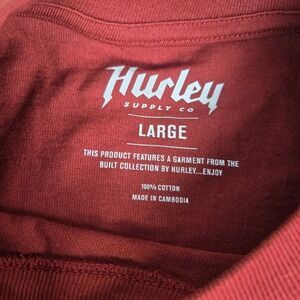 Hurley
SUPPLY CO
LARGE
THIS PRODUCT FEATURES A GARMENT FROM THE
BUILT COLLECTION BY HURLEY...ENJOY
100% COTTON
MADE IN CAMBODIA